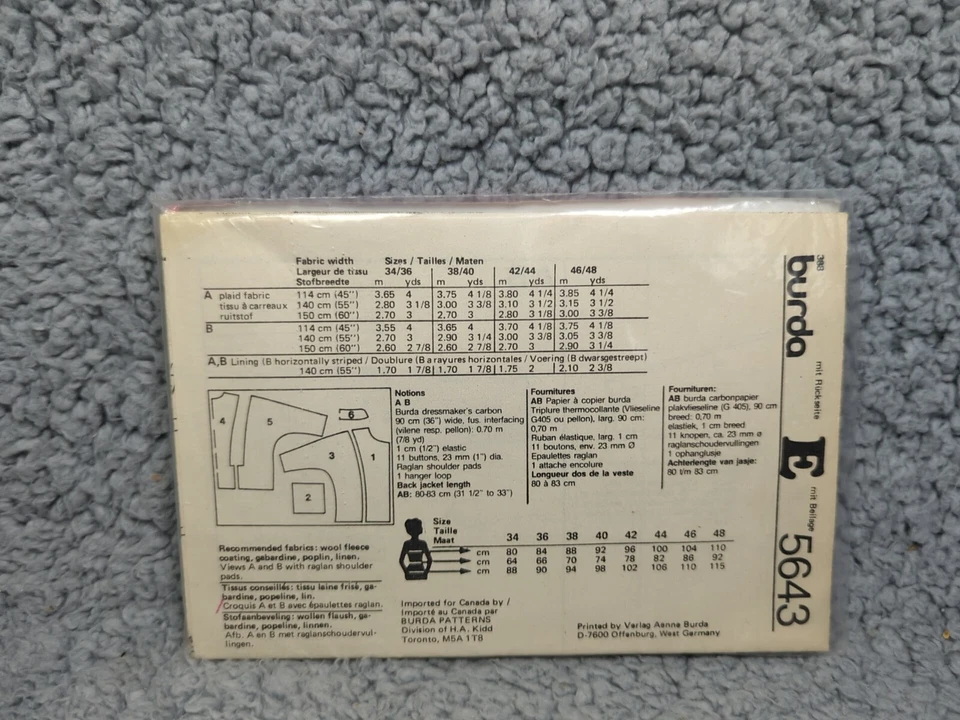 Fabric width Sizes / Tailles / Maten
Largeur de tissu 34/36 38/40 42/44 46/48
Stofbreedte m yds m yds m yds m yds
A plaid fabric 114 cm (45'') 3.65 4 3.75 4 1/8 3.80 4 1/4 3.85 4 1/4
tissu à carreaux 140 cm (55'') 2.80 3 1/8 3.00 3 3/8 3.10 3 1/2 3.15 3 1/2
ruitstof 150 cm (60'') 2.70 3 2.70 3 2.80 3 1/8 3.00 3 3/8
B 114 cm (45'') 3.55 4 3.65 4 3.70 4 1/8 3.75 4 1/8
140 cm (55'') 2.70 3 2.90 3 1/4 3.00 3 3/8 3.05 3 3/8
150 cm (60'') 2.60 2 7/8 2.60 2 7/8 2.70 3 2.90 3 1/4
A,B Lining (B horizontally striped / Doublure (B a rayures horizontales / Voering (B dwarsgestreept)
140 cm (55'') 1.70 1 7/8 1.70 1 7/8 1.75 2 2.10 2 3/8
4
5
6
3
1
2
Notions
A B
Burda dressmaker's carbon
90 cm (36'') wide, fus. interfacing
(vilene resp. pellon): 0.70 m
(7/8 yd)
1 cm (1/2'') elastic
11 buttons, 23 mm (1'') dia.
Raglan shoulder pads
1 hanger loop
Back jacket length
AB: 80-83 cm (31 1/2'' to 33'')
Fournitures
AB Papier à copier burda
Triplure thermocollante (Vlieseline
G405 ou pellon), larg. 90 cm:
0,70 m
Ruban élastique, larg. 1 cm
11 boutons, env. 23 mm Ø
Epaulettes raglan
1 attache encolure
Longueur dos de la veste
80 à 83 cm
Fournituren:
AB burda carbonpapier
plakvlieseline (G 405), 90 cm
breed: 0,70 m
elastiek, 1 cm breed
11 knopen, ca. 23 mm ø
raglanschoudervullingen
1 ophanglusje
Achterlengte van jasje:
80 t/m 83 cm
Size
Taille
Maat 34 36 38 40 42 44 46 48
cm 80 84 88 92 96 100 104 110
cm 64 66 70 74 78 82 86 92
cm 88 90 94 98 102 106 110 115
Recommended fabrics: wool fleece
coating, gabardine, poplin, linen.
Views A and B with raglan shoulder
pads.
Tissus conseillés: tissu laine frisé, ga-
bardine, popeline, lin.
Croquis A et B avec épaulettes raglan.
Stofaanbeveling: wollen flaush, ga-
bardine, popeline, linnen.
Afb. A en B met raglanschoudervul-
lingen.
Imported for Canada by /
Importé au Canada par
BURDA PATTERNS
Division of H.A. Kidd
Toronto, M5A 1T8
Printed by Verlag Aenne Burda
D-7600 Offenburg, West Germany
388
burda
mit Rückseite
E
mit Beilage
5643